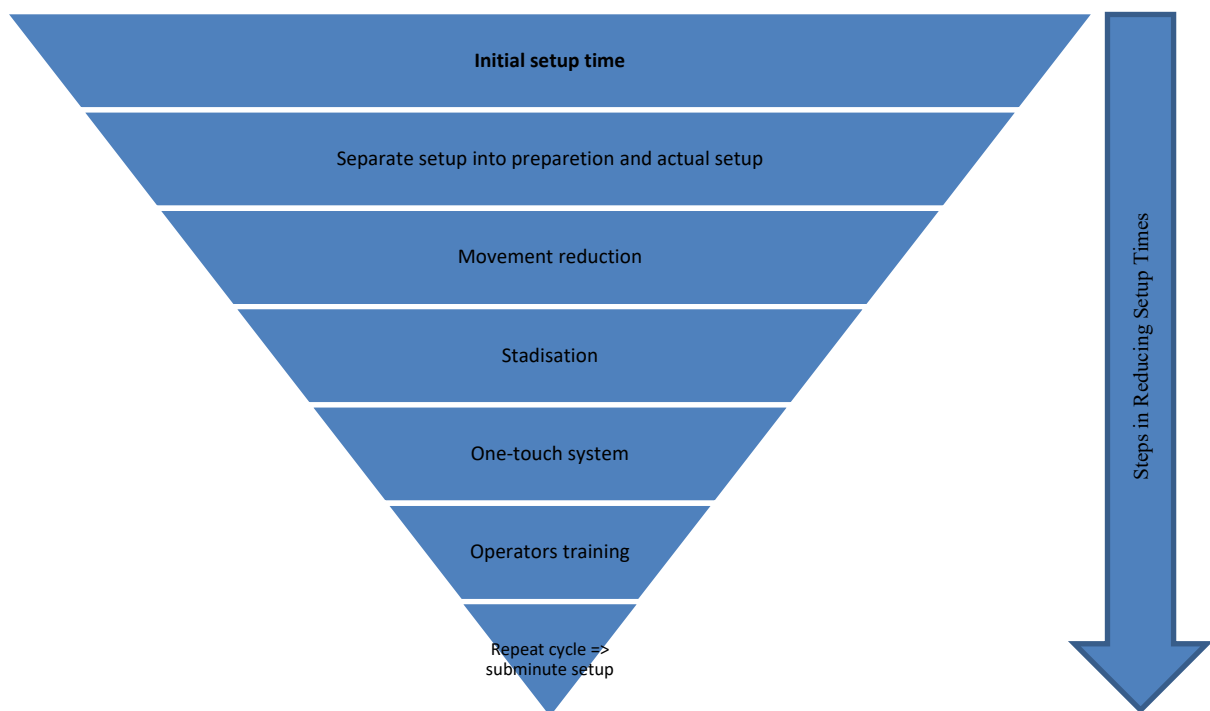 Initial setup time
Separate setup into preparetion and actual setup
Movement reduction
Stadisation
One-touch system
Operators training
Repeat cycle =>
subminute setup
Steps in Reducing Setup Times